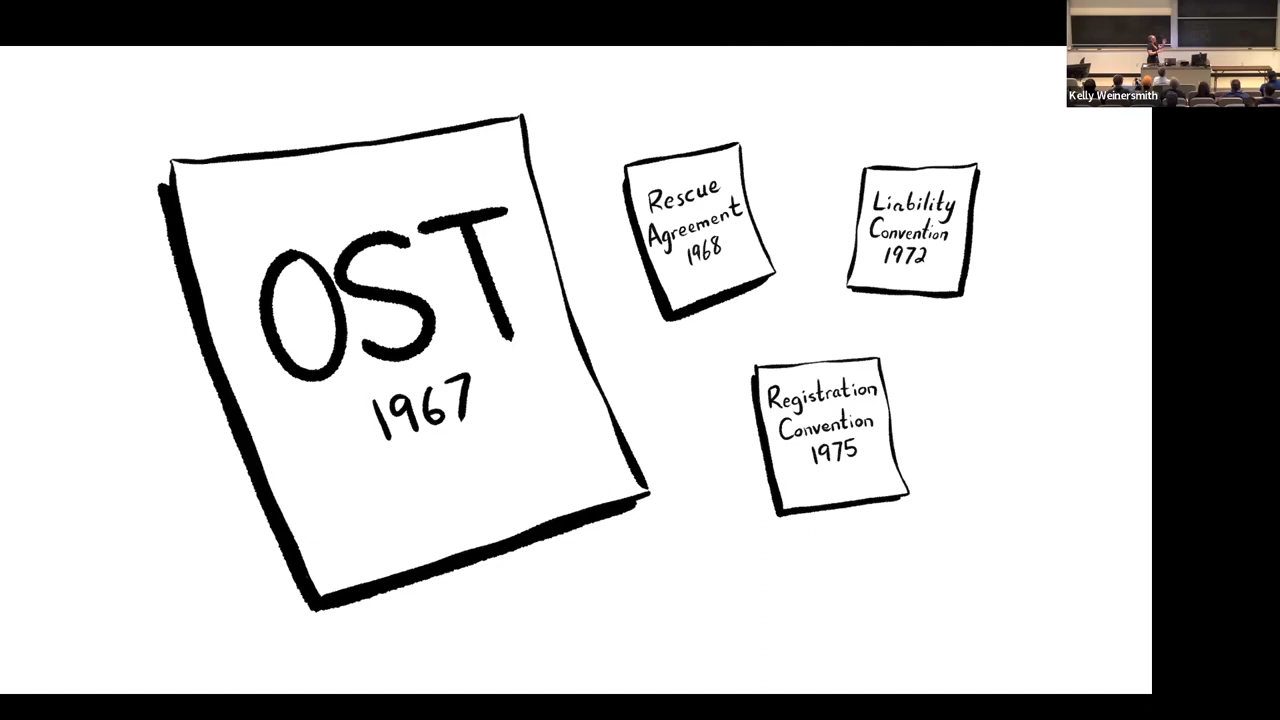 Kelly Weinersmith
OST
1967
Rescue
Agreement
1968
Liability
Convention
1972
Registration
Convention
1975